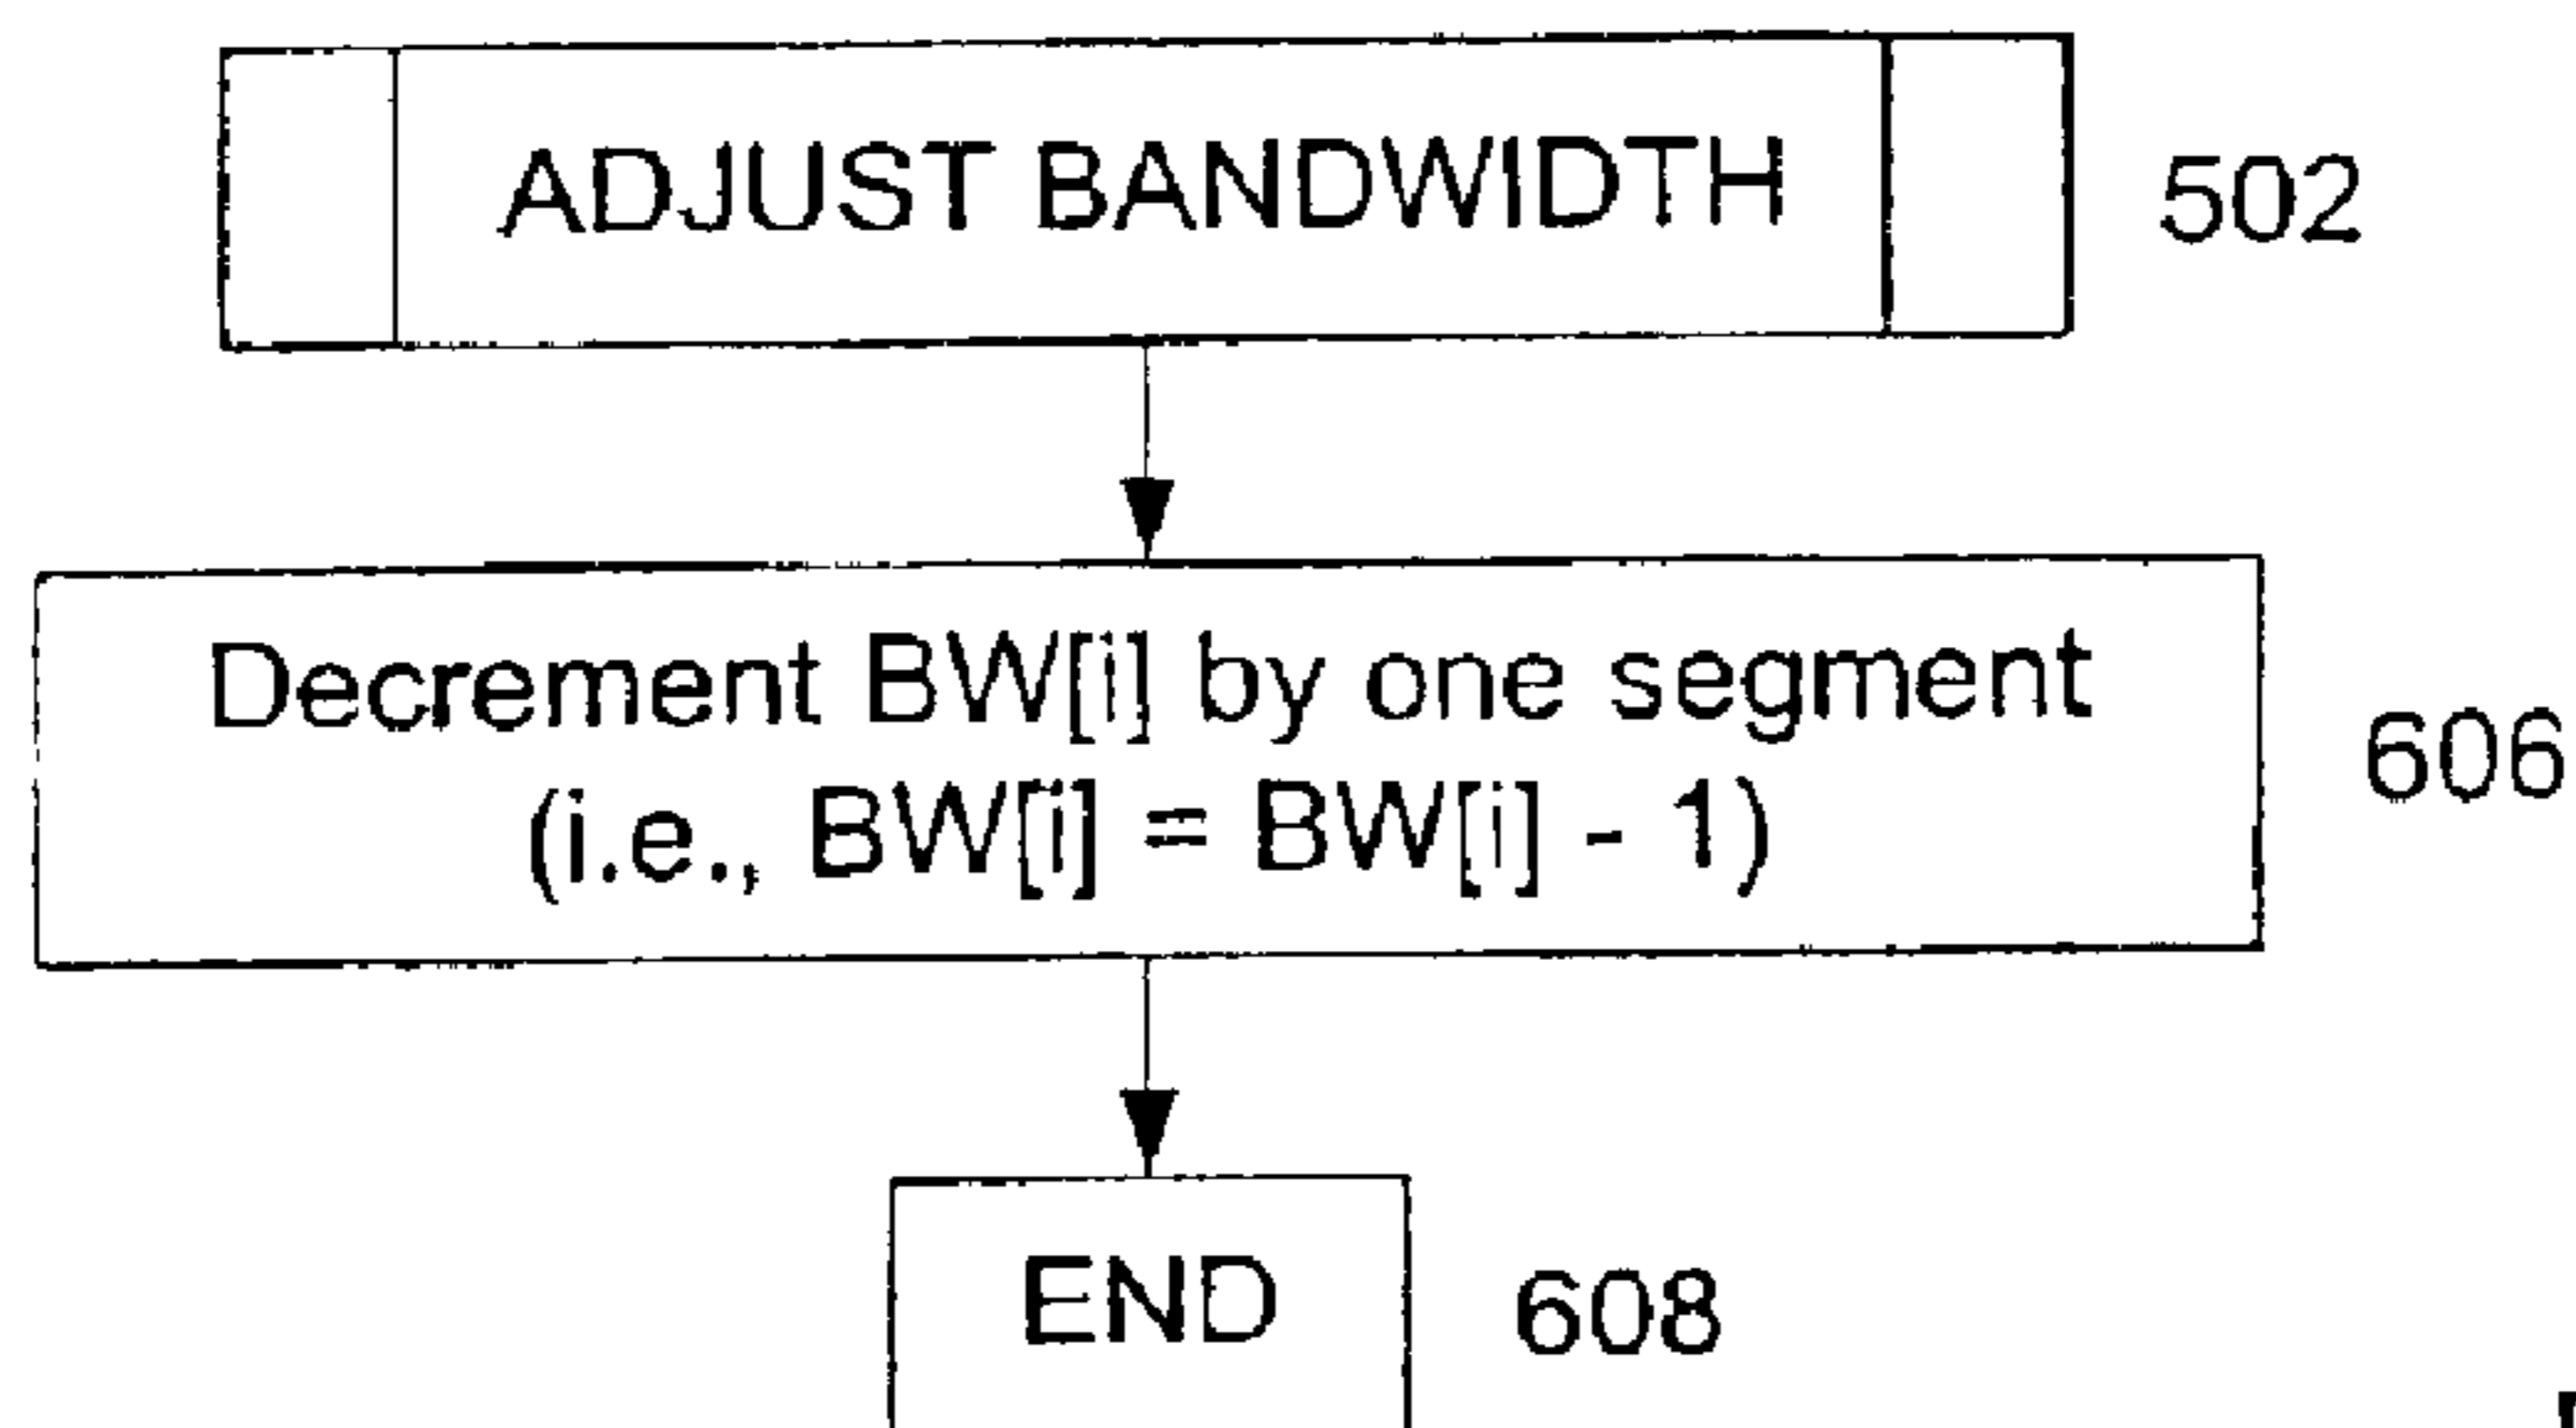 ADJUST BANDWIDTH
502
Decrement BW[i] by one segment
(i.e., BW[i] = BW[i] - 1)
606
END
608